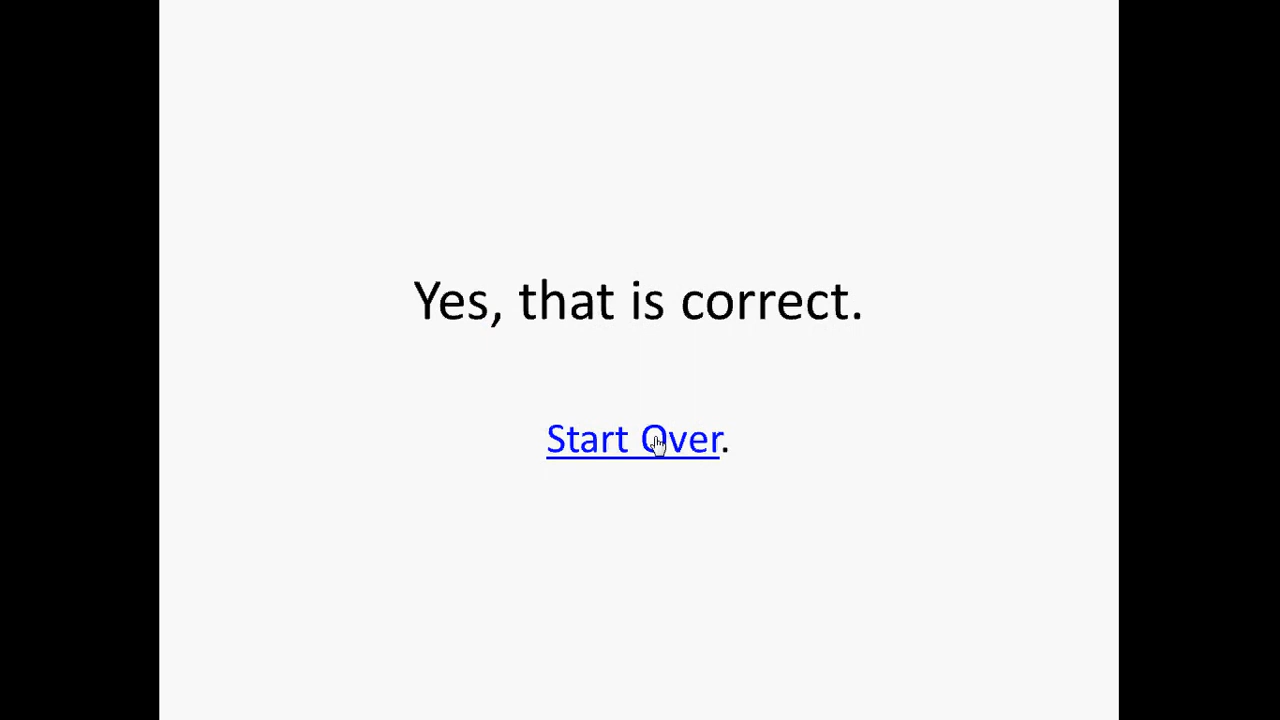 Yes, that is correct.
Start Over.